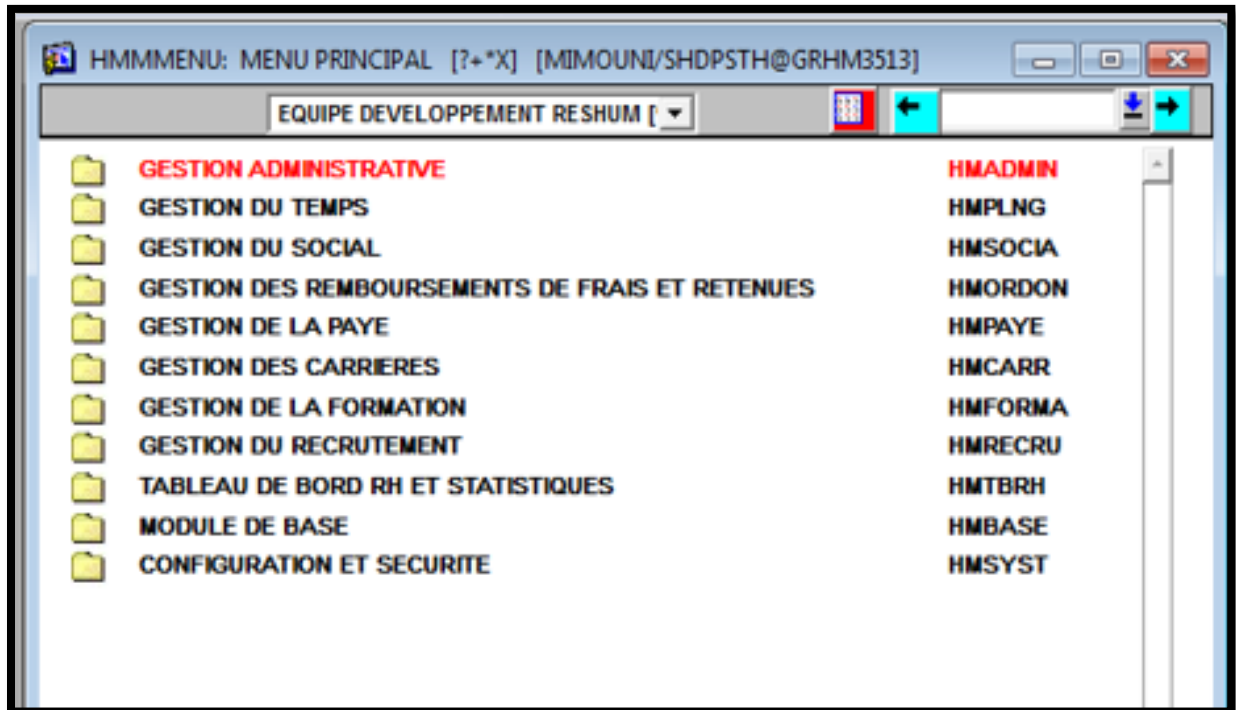 HMMMENU: MENU PRINCIPAL [?+*X] [MIMOUNI/SHDPSTH@GRHM3513]
EQUIPE DEVELOPPEMENT RESHUM [
GESTION ADMINISTRATIVE HMADMIN
GESTION DU TEMPS HMPLNG
GESTION DU SOCIAL HMSOCIA
GESTION DES REMBOURSEMENTS DE FRAIS ET RETENUES HMORDON
GESTION DE LA PAYE HMPAYE
GESTION DES CARRIERES HMCARR
GESTION DE LA FORMATION HMFORMA
GESTION DU RECRUTEMENT HMRECRU
TABLEAU DE BORD RH ET STATISTIQUES HMTBRH
MODULE DE BASE HMBASE
CONFIGURATION ET SECURITE HMSYST